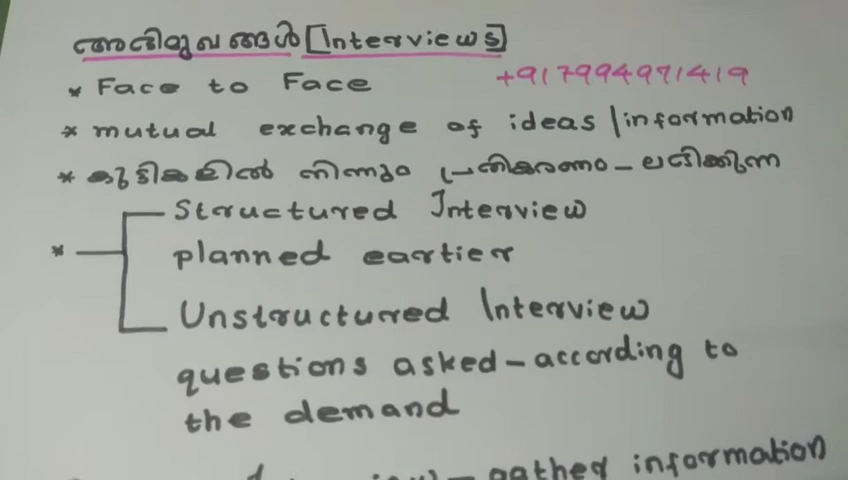 അഭിമുഖങ്ങൾ [Interviews]
* Face to Face +917994971419
* mutual exchange of ideas/information
* കുട്ടികളിൽ നിന്നും പ്രതികരണം - ലഭിക്കുന്ന
Structured Interview
* planned eartier
Unstructured Interview
questions asked - according to
the demand
- gather information